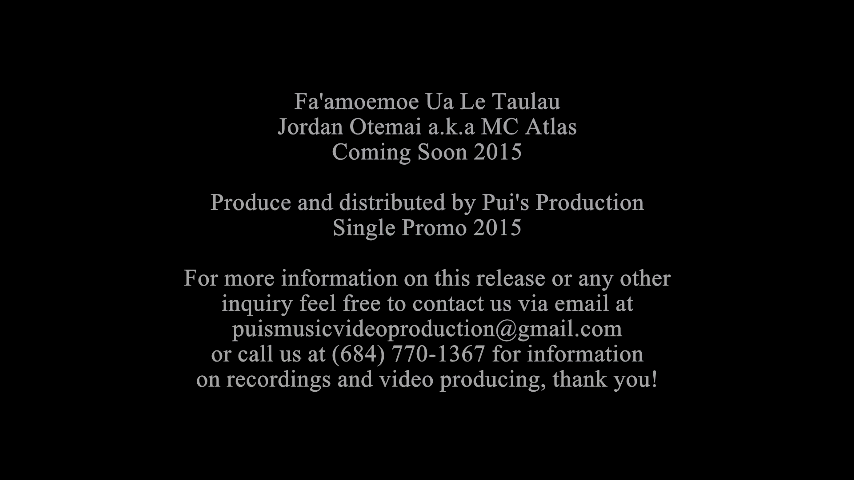 Fa'amoemoe Ua Le Taulau
Jordan Otemai a.k.a MC Atlas
Coming Soon 2015
Produce and distributed by Pui's Production
Single Promo 2015
For more information on this release or any other
inquiry feel free to contact us via email at
puismusicvideoproduction@gmail.com
or call us at (684) 770-1367 for information
on recordings and video producing, thank you!